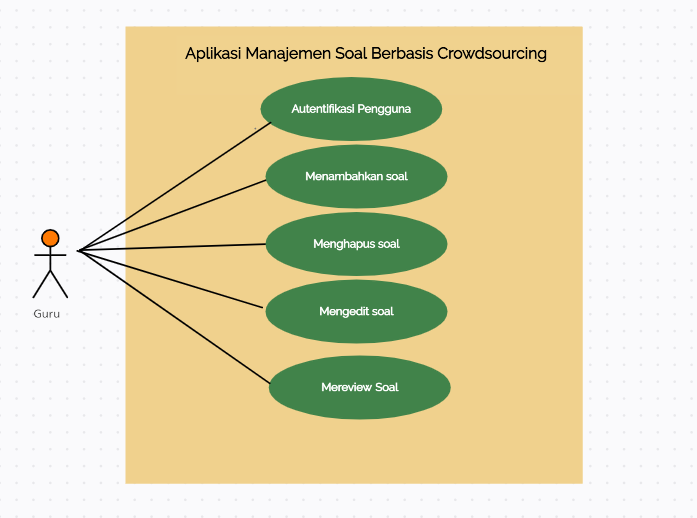 Aplikasi Manajemen Soal Berbasis Crowdsourcing
Autentifikasi Pengguna
Menambahkan soal
Menghapus soal
Guru
Mengedit soal
Mereview Soal